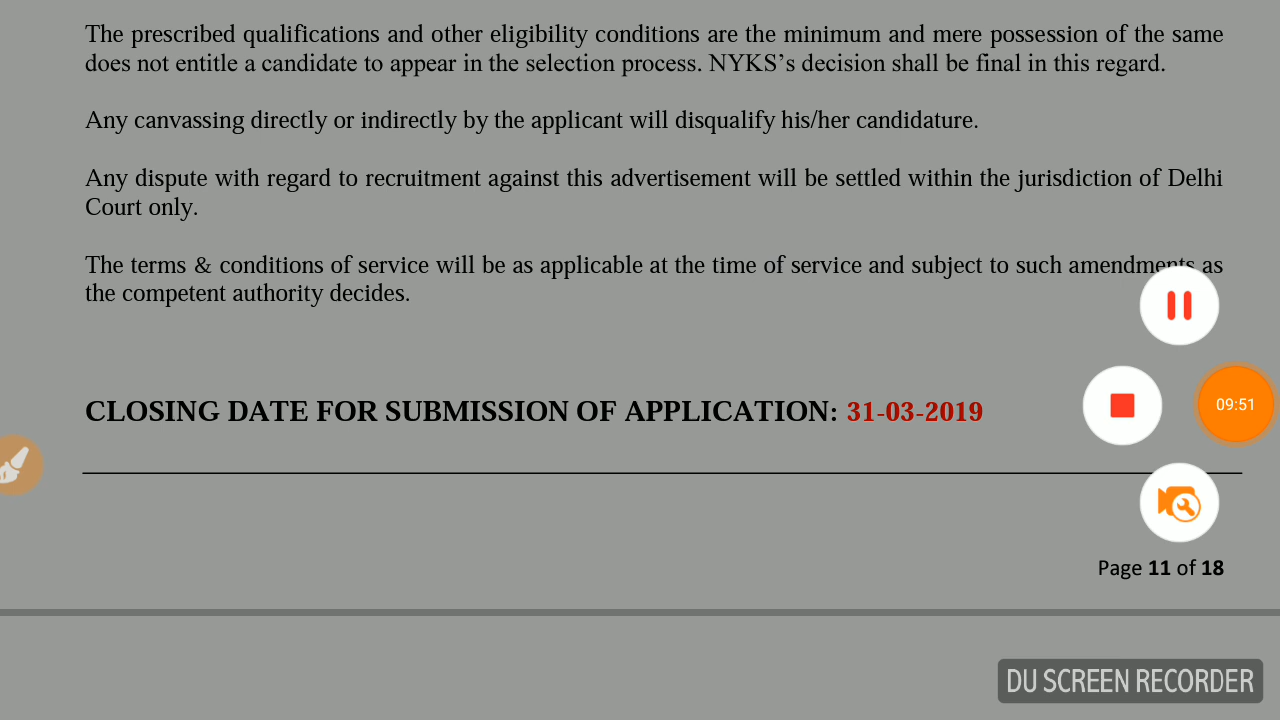 The prescribed qualifications and other eligibility conditions are the minimum and mere possession of the same
does not entitle a candidate to appear in the selection process. NYKS’s decision shall be final in this regard.
Any canvassing directly or indirectly by the applicant will disqualify his/her candidature.
Any dispute with regard to recruitment against this advertisement will be settled within the jurisdiction of Delhi
Court only.
The terms & conditions of service will be as applicable at the time of service and subject to such amendments as
the competent authority decides.
CLOSING DATE FOR SUBMISSION OF APPLICATION: 31-03-2019
09:51
Page 11 of 18
DU SCREEN RECORDER